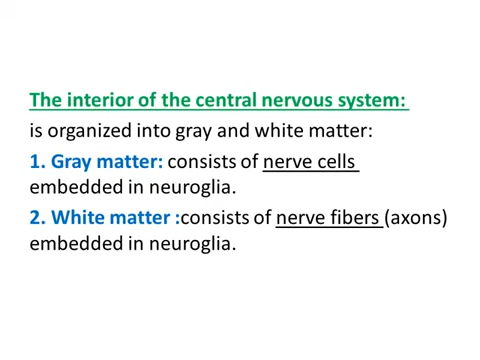 The interior of the central nervous system:
is organized into gray and white matter:
1. Gray matter: consists of nerve cells
embedded in neuroglia.
2. White matter :consists of nerve fibers (axons)
embedded in neuroglia.